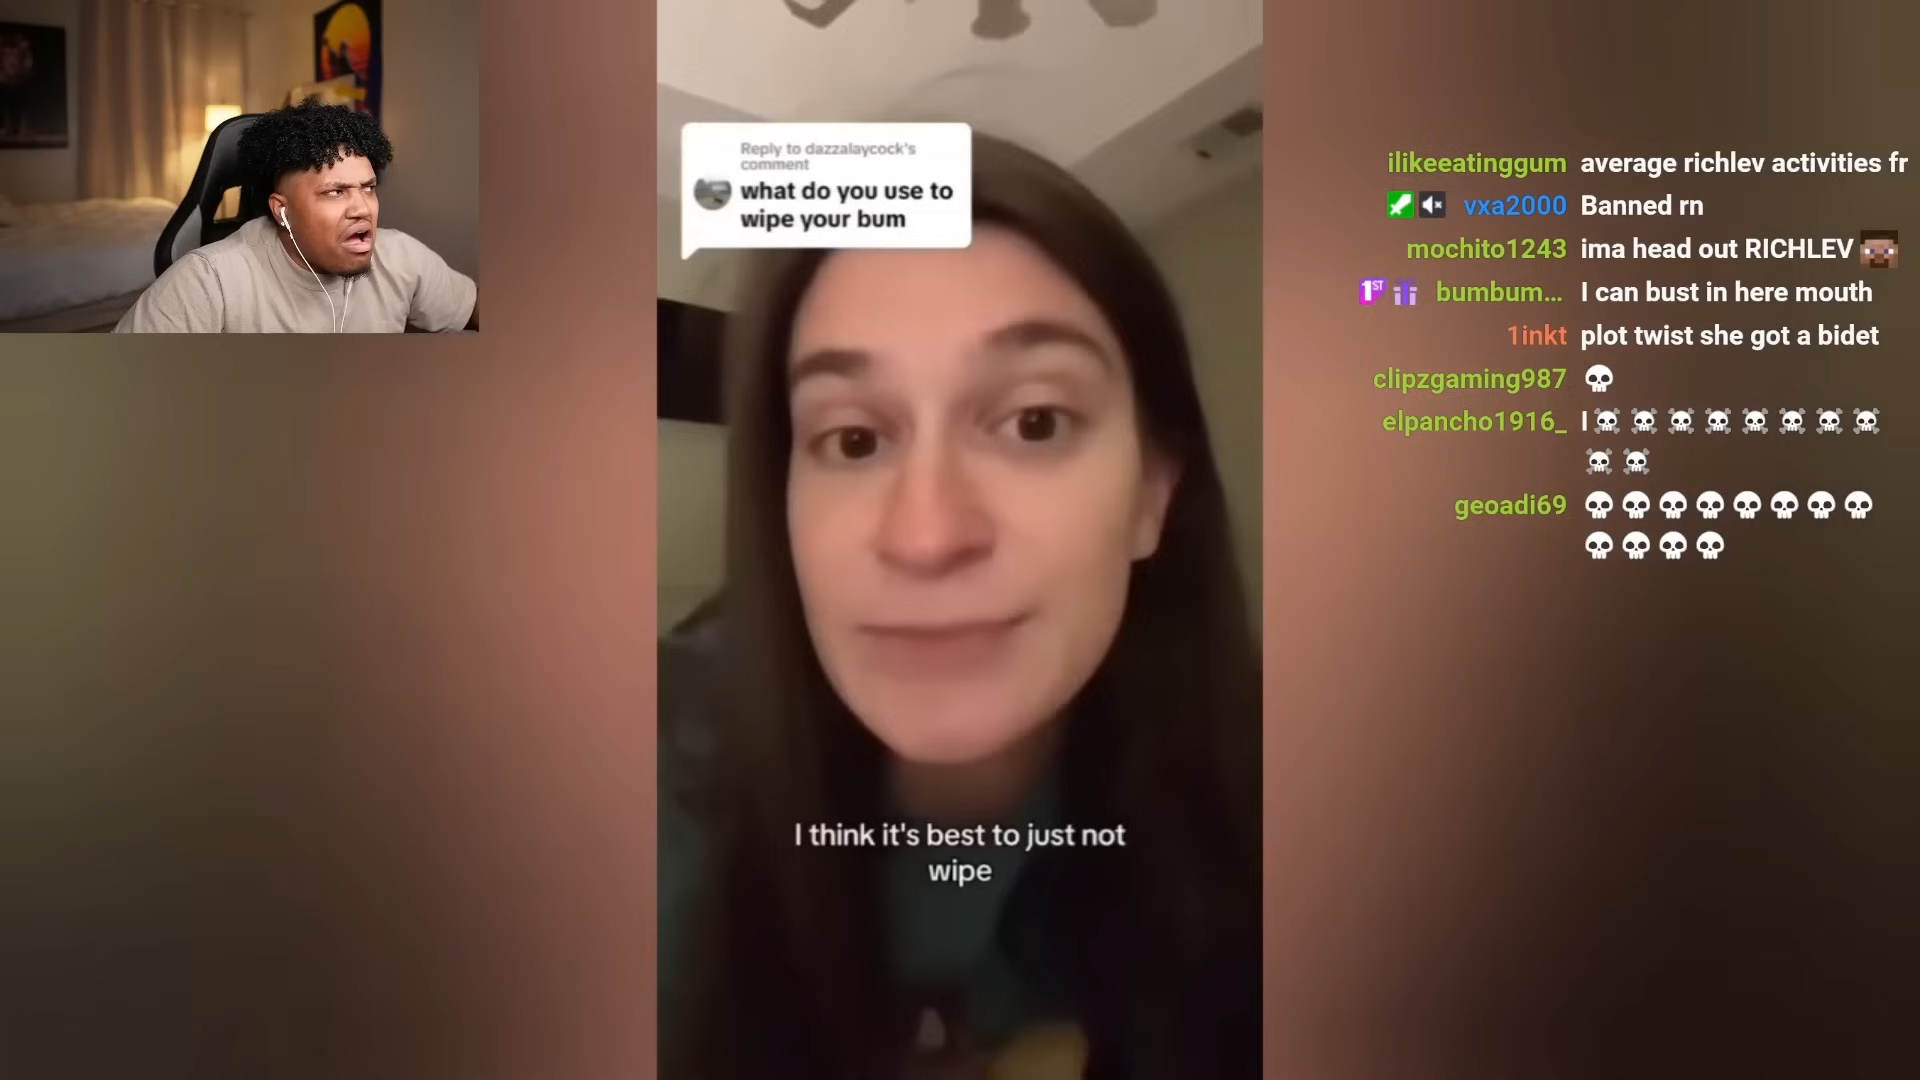 Reply to dazzalaycock's
comment
what do you use to
wipe your bum
I think it's best to just not
wipe
ilikeeatinggum average richlev activities fr
vxa2000 Banned rn
mochito1243 ima head out RICHLEV
1ST bumbum… I can bust in here mouth
1inkt plot twist she got a bidet
clipzgaming987 💀
elpancho1916_ I☠☠☠☠☠☠☠☠
☠☠
geoadi69 💀💀💀💀💀💀💀💀
💀💀💀💀